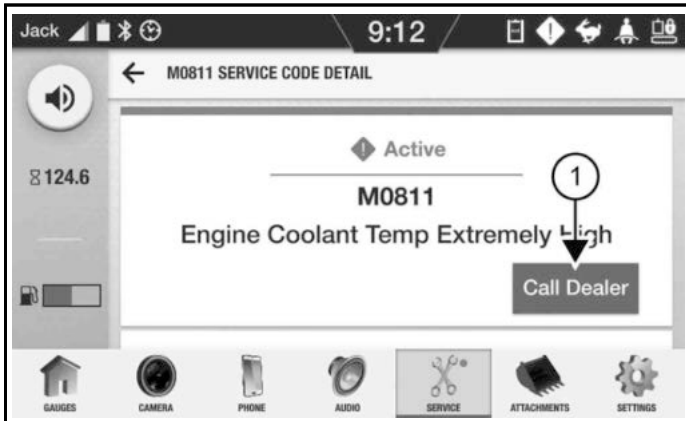 Jack 9:12
M0811 SERVICE CODE DETAIL
Active
1
124.6
M0811
Engine Coolant Temp Extremely High
Call Dealer
GAUGES CAMERA PHONE AUDIO SERVICE ATTACHMENTS SETTINGS